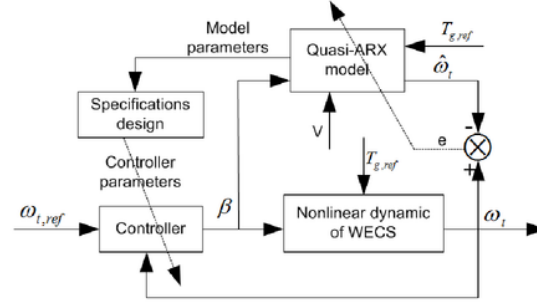 Model
parameters
Quasi-ARX
model
T_{g,ref}
\hat{ω}_t
Specifications
design
V
e
-
+
Controller
parameters
T_{g,ref}
ω_{t,ref}
Controller
β
Nonlinear dynamic
of WECS
ω_t